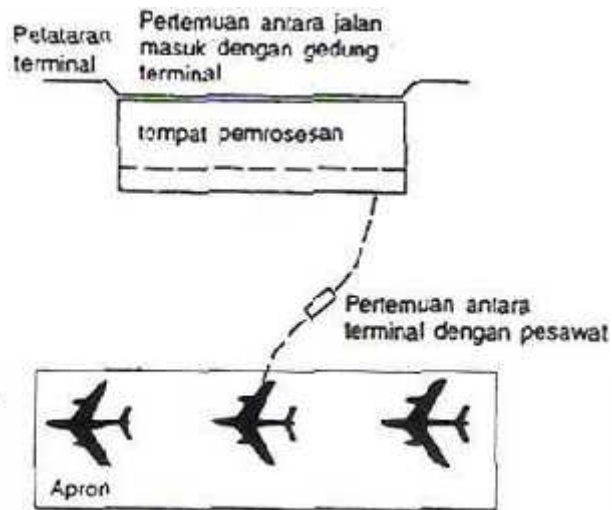 Pelataran
terminal
Pertemuan antara jalan
masuk dengan gedung
terminal
tempat pemrosesan
Pertemuan antara
terminal dengan pesawat
Apron